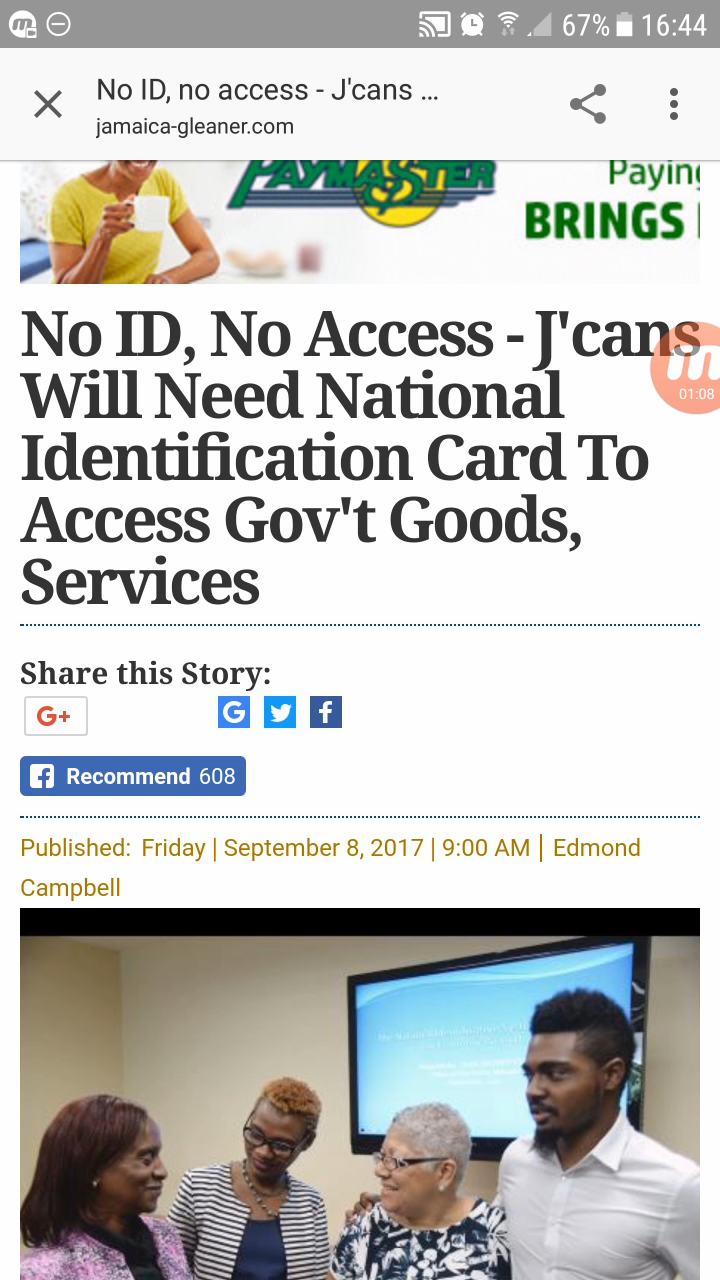 67% 16:44
No ID, no access - J'cans ...
jamaica-gleaner.com
PAYMASTER
Paying
BRINGS
No ID, No Access - J'cans
Will Need National
Identification Card To
Access Gov't Goods,
Services
01:08
Share this Story:
G+
G
f
f Recommend 608
Published: Friday | September 8, 2017 | 9:00 AM | Edmond
Campbell